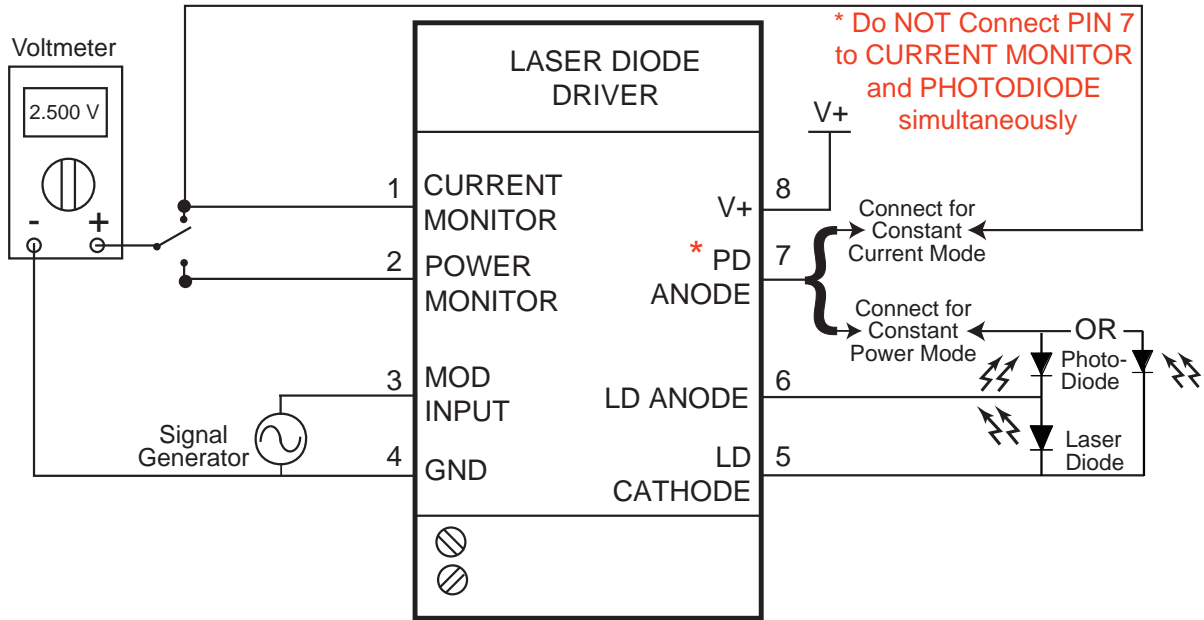 * Do NOT Connect PIN 7
to CURRENT MONITOR
and PHOTODIODE
simultaneously
Voltmeter
2.500 V
- +
LASER DIODE
DRIVER
V+
1
CURRENT
MONITOR
2
POWER
MONITOR
3
MOD
INPUT
4
GND
Signal
Generator
8
V+
7
* PD
ANODE
6
LD ANODE
5
LD
CATHODE
Connect for
Constant
Current Mode
Connect for
Constant
Power Mode
OR
Photo-
Diode
Laser
Diode